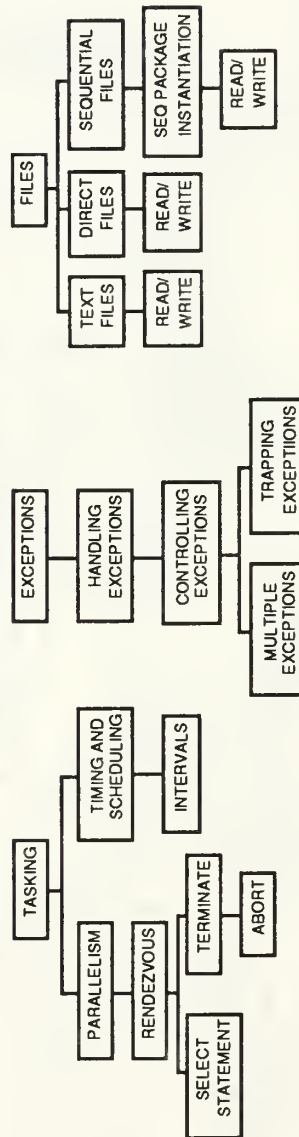 TASKING
PARALLELISM
TIMING AND
SCHEDULING
RENDEZVOUS
INTERVALS
SELECT
STATEMENT
TERMINATE
ABORT
EXCEPTIONS
HANDLING
EXCEPTIONS
CONTROLLING
EXCEPTIONS
MULTIPLE
EXCEPTIONS
TRAPPING
EXCEPTIIONS
FILES
TEXT
FILES
DIRECT
FILES
SEQUENTIAL
FILES
READ/
WRITE
READ/
WRITE
SEQ PACKAGE
INSTANTIATION
READ/
WRITE